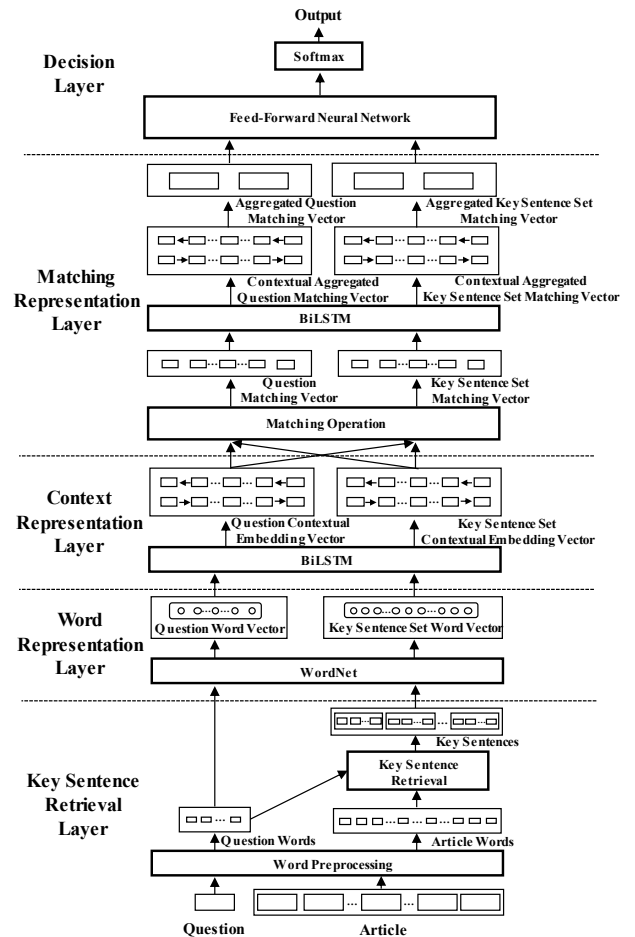 Output
Softmax
Decision
Layer
Feed-Forward Neural Network
Aggregated Question
Matching Vector
Aggregated Key Sentence Set
Matching Vector
Matching
Representation
Layer
Contextual Aggregated
Question Matching Vector
Contextual Aggregated
Key Sentence Set Matching Vector
BiLSTM
Question
Matching Vector
Key Sentence Set
Matching Vector
Matching Operation
Context
Representation
Layer
Question Contextual
Embedding Vector
Key Sentence Set
Contextual Embedding Vector
BiLSTM
Word
Representation
Layer
Question Word Vector
Key Sentence Set Word Vector
WordNet
Key Sentences
Key Sentence
Retrieval
Key Sentence
Retrieval
Layer
Question Words
Article Words
Word Preprocessing
Question
Article